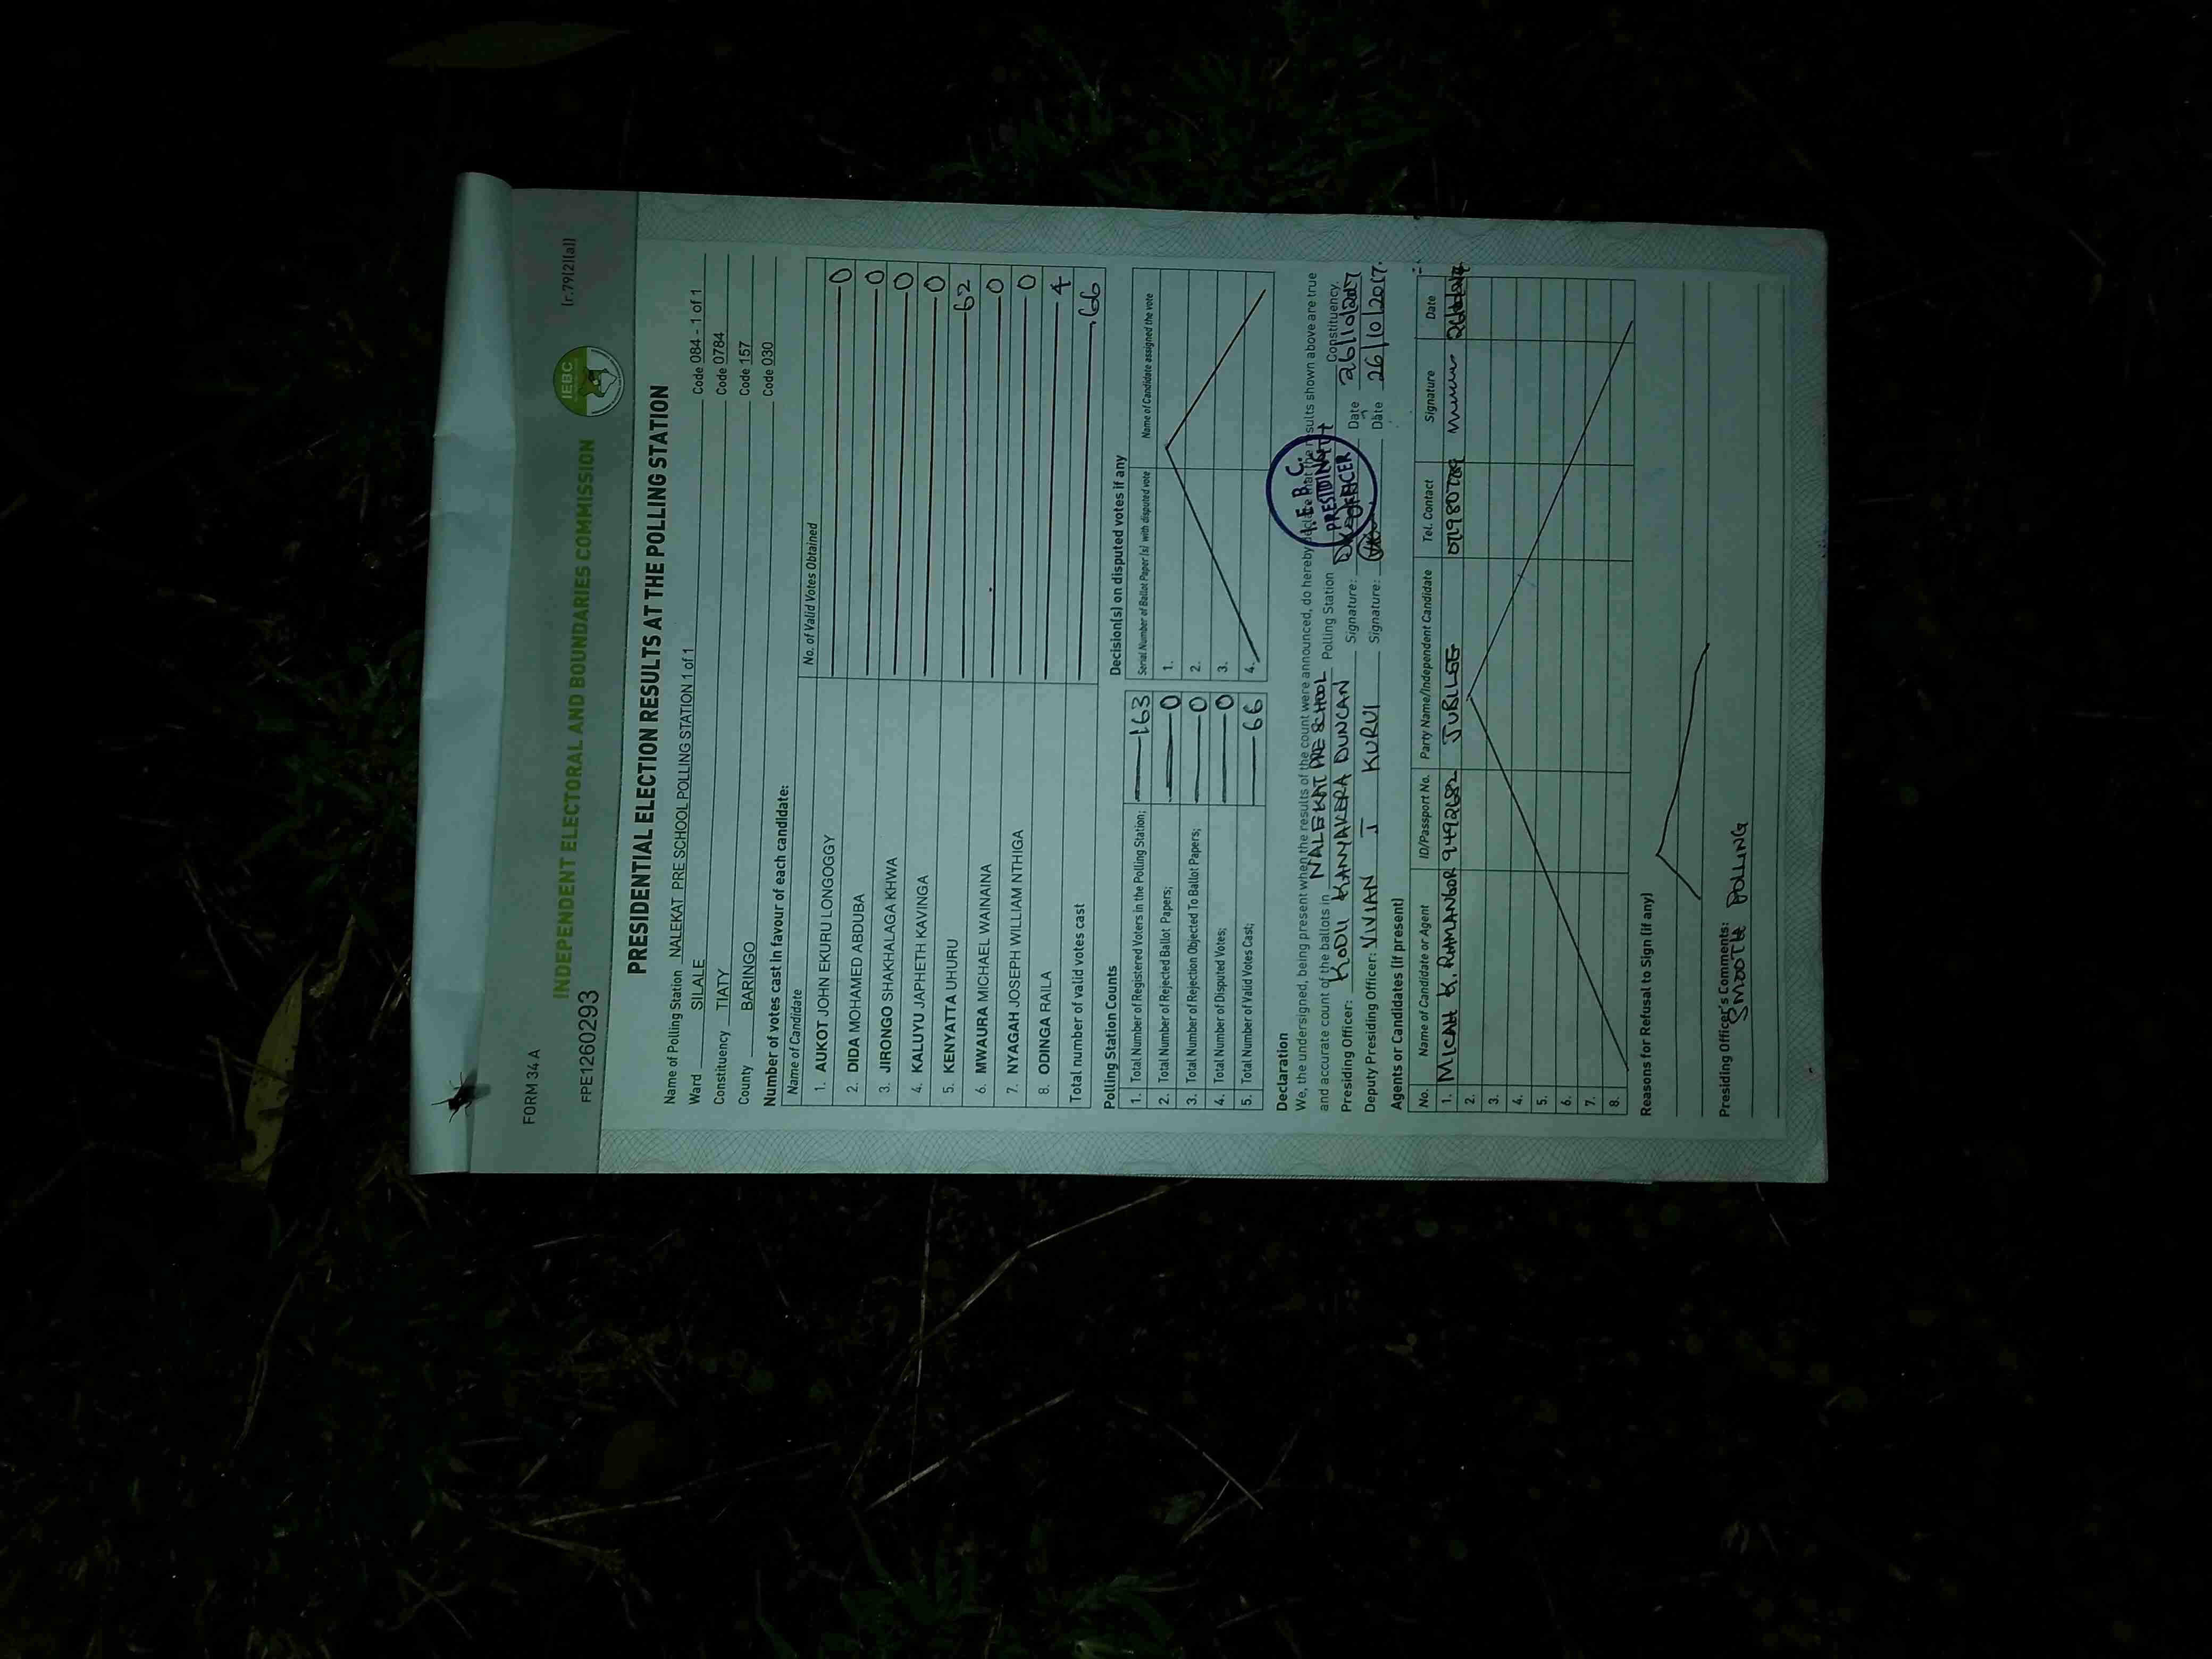 FORM 34 A
[r.79[2][a]]
INDEPENDENT ELECTORAL AND BOUNDARIES COMMISSION
IEBC
FPE1260293
PRESIDENTIAL ELECTION RESULTS AT THE POLLING STATION
Name of Polling Station NALEKAT PRE SCHOOL POLLING STATION 1 of 1
Ward SILALE Code 084 - 1 of 1
Constituency TIATY Code 0784
County BARINGO Code 157
Code 030
Number of votes cast in favour of each candidate:
Name of Candidate No. of Valid Votes Obtained
1. AUKOT JOHN EKURU LONGOGGY 0
2. DIDA MOHAMED ABDUBA 0
3. JIRONGO SHAKHALAGA KHWA 0
4. KALUYU JAPHETH KAVINGA 0
5. KENYATTA UHURU 62
6. MWAURA MICHAEL WAINAINA 0
7. NYAGAH JOSEPH WILLIAM NTHIGA 0
8. ODINGA RAILA 4
Total number of valid votes cast 66
Polling Station Counts
1. Total Number of Registered Voters in the Polling Station; 163
2. Total Number of Rejected Ballot Papers; 0
3. Total Number of Rejection Objected To Ballot Papers; 0
4. Total Number of Disputed Votes; 0
5. Total Number of Valid Votes Cast; 66
Decision(s) on disputed votes if any
Serial Number of Ballot Paper (s) with disputed vote Name of Candidate assigned the vote
1.
2.
3.
4.
Declaration
We, the undersigned, being present when the results of the count were announced, do hereby declare that the results shown above are true
and accurate count of the ballots in NALEKAT PRE SCHOOL Polling Station Constituency.
Presiding Officer: KODII KANYAKERA DUNCAN Signature: Date 26/10/2017
Deputy Presiding Officer: VIVIAN J KURUI Signature: Date 26/10/2017.
I.E.B.C.
PRESIDING
OFFICER
Agents or Candidates (if present)
No. Name of Candidate or Agent ID/Passport No. Party Name/Independent Candidate Tel. Contact Signature Date
1. MICAH K. 9492682 JUBILEE
2.
3.
4.
5.
6.
7.
8.
Reasons for Refusal to Sign (if any)
Presiding Officer's Comments:
SMOOTH POLLING